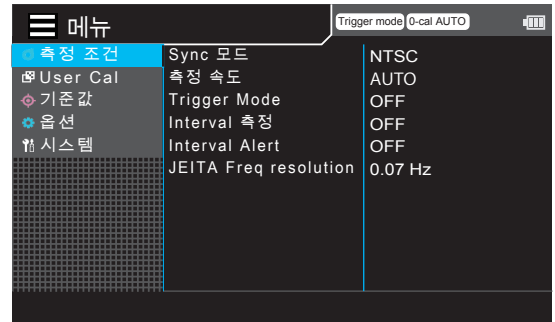 메뉴
Trigger mode 0-cal AUTO
측정 조건
User Cal
기준값
옵션
시스템
Sync 모드 NTSC
측정 속도 AUTO
Trigger Mode OFF
Interval 측정 OFF
Interval Alert OFF
JEITA Freq resolution 0.07 Hz